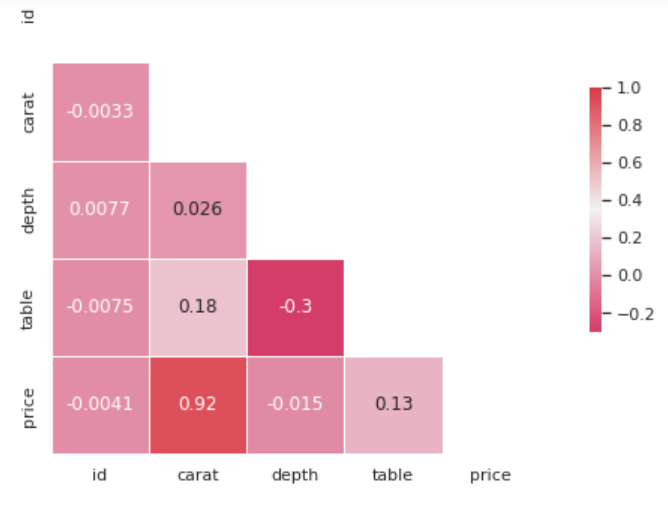 id
carat
-0.0033
depth
0.0077 0.026
table
-0.0075 0.18 -0.3
price
-0.0041 0.92 -0.015 0.13
id carat depth table price
1.0
0.8
0.6
0.4
0.2
0.0
−0.2